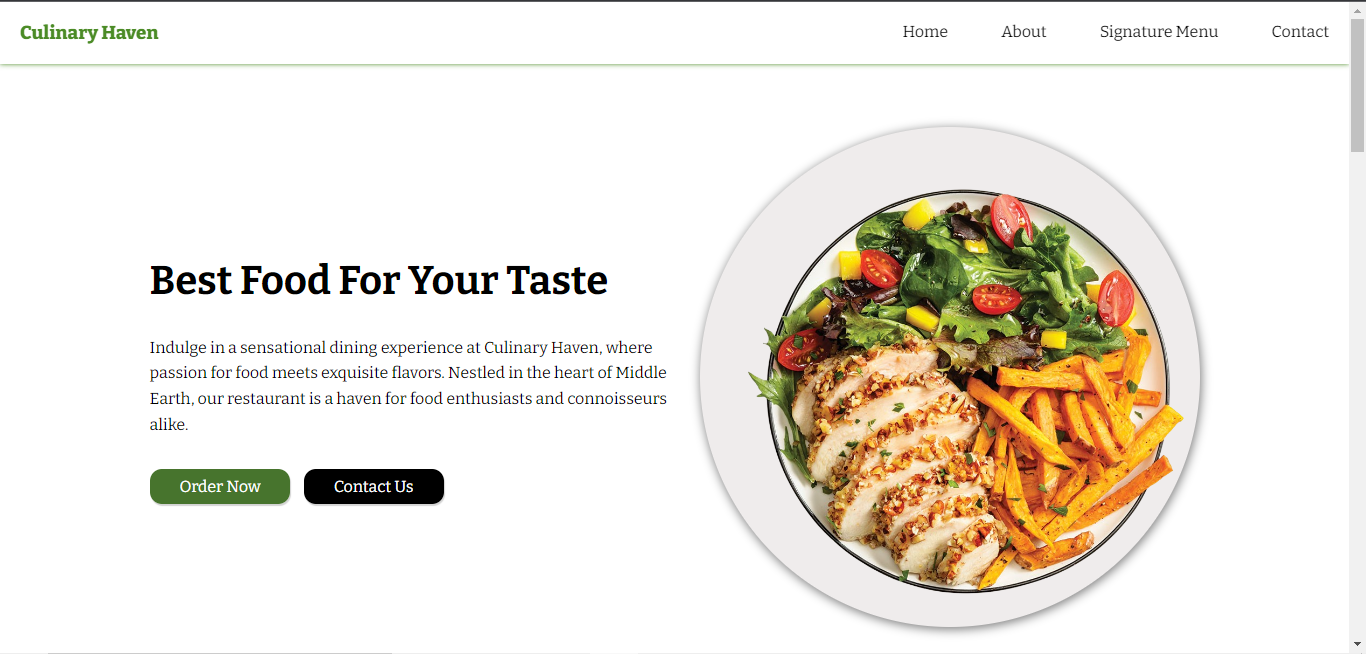 Culinary Haven
Home About Signature Menu Contact
Best Food For Your Taste
Indulge in a sensational dining experience at Culinary Haven, where
passion for food meets exquisite flavors. Nestled in the heart of Middle
Earth, our restaurant is a haven for food enthusiasts and connoisseurs
alike.
Order Now Contact Us